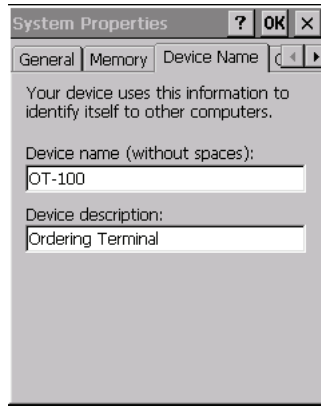 System Properties ? OK ×
General Memory Device Name
Your device uses this information to
identify itself to other computers.
Device name (without spaces):
OT-100
Device description:
Ordering Terminal